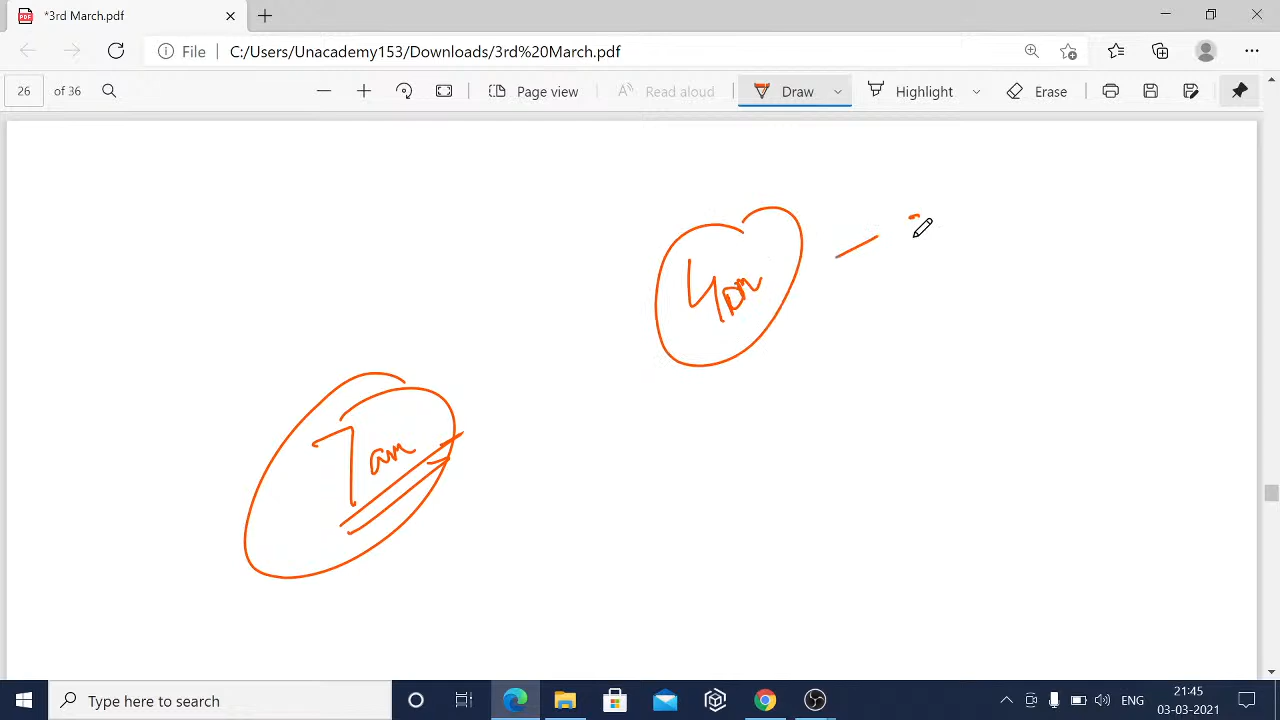 *3rd March.pdf
File C:/Users/Unacademy153/Downloads/3rd%20March.pdf
26 of 36 Page view Read aloud Draw Highlight Erase
4pm —
7am
Type here to search
ENG
21:45
03-03-2021